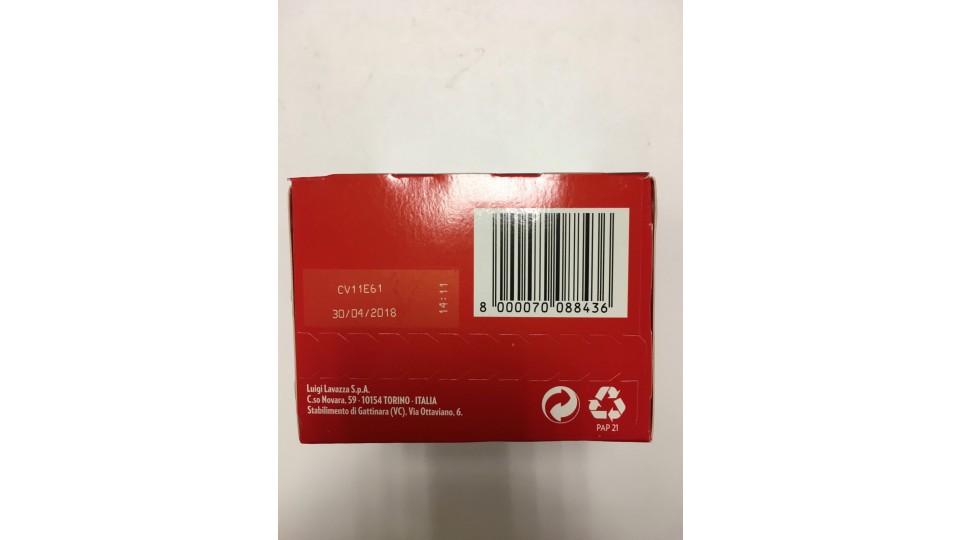 CV11E61
30/04/2018
14:11
8 000070 088436
Luigi Lavazza S.p.A.
C.so Novara. 59 - 10154 TORINO - ITALIA
Stabilimento di Gattinara (VC), Via Ottaviano. 6.
PAP 21